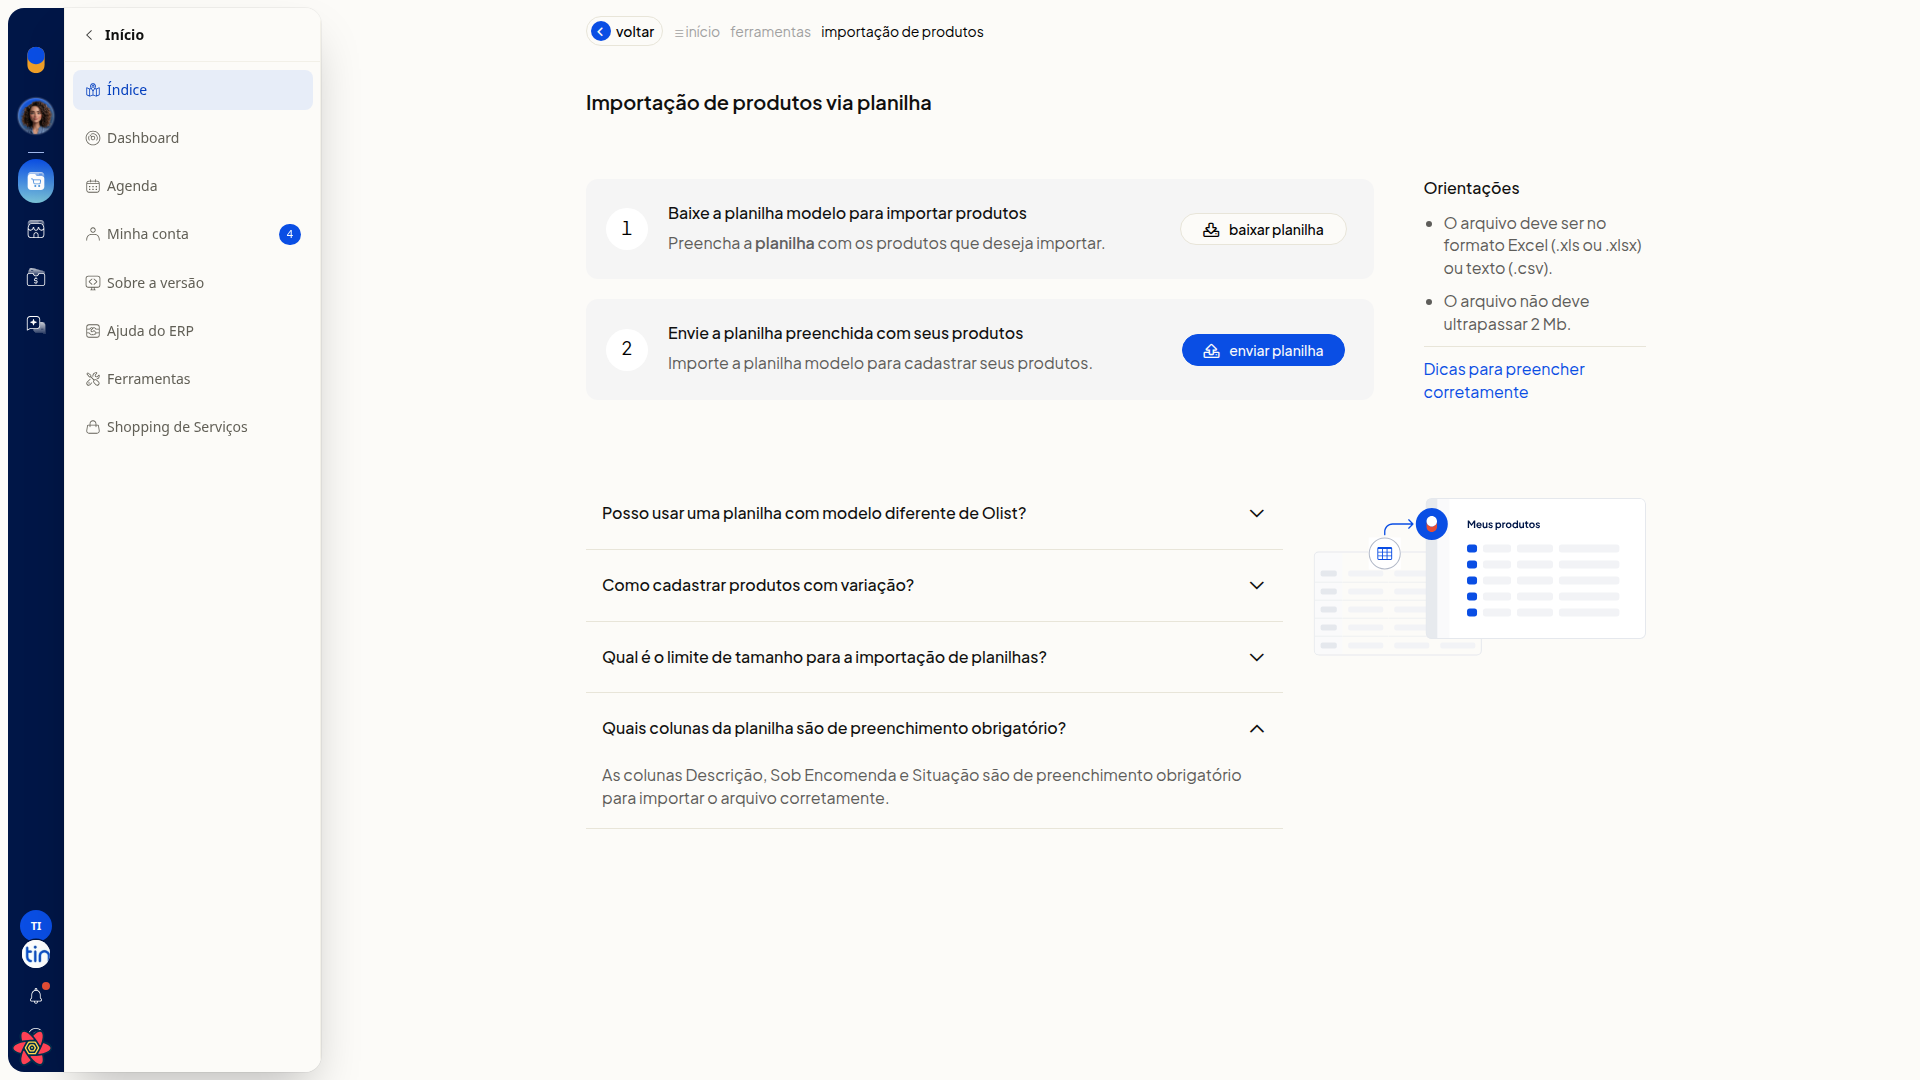 Início
Índice
Dashboard
Agenda
Minha conta
4
Sobre a versão
Ajuda do ERP
Ferramentas
Shopping de Serviços
TI
tin
voltar
início ferramentas importação de produtos
Importação de produtos via planilha
1
Baixe a planilha modelo para importar produtos
Preencha a planilha com os produtos que deseja importar.
baixar planilha
2
Envie a planilha preenchida com seus produtos
Importe a planilha modelo para cadastrar seus produtos.
enviar planilha
Orientações
O arquivo deve ser no
formato Excel (.xls ou .xlsx)
ou texto (.csv).
O arquivo não deve
ultrapassar 2 Mb.
Dicas para preencher
corretamente
Posso usar uma planilha com modelo diferente de Olist?
Como cadastrar produtos com variação?
Qual é o limite de tamanho para a importação de planilhas?
Quais colunas da planilha são de preenchimento obrigatório?
As colunas Descrição, Sob Encomenda e Situação são de preenchimento obrigatório
para importar o arquivo corretamente.
Meus produtos